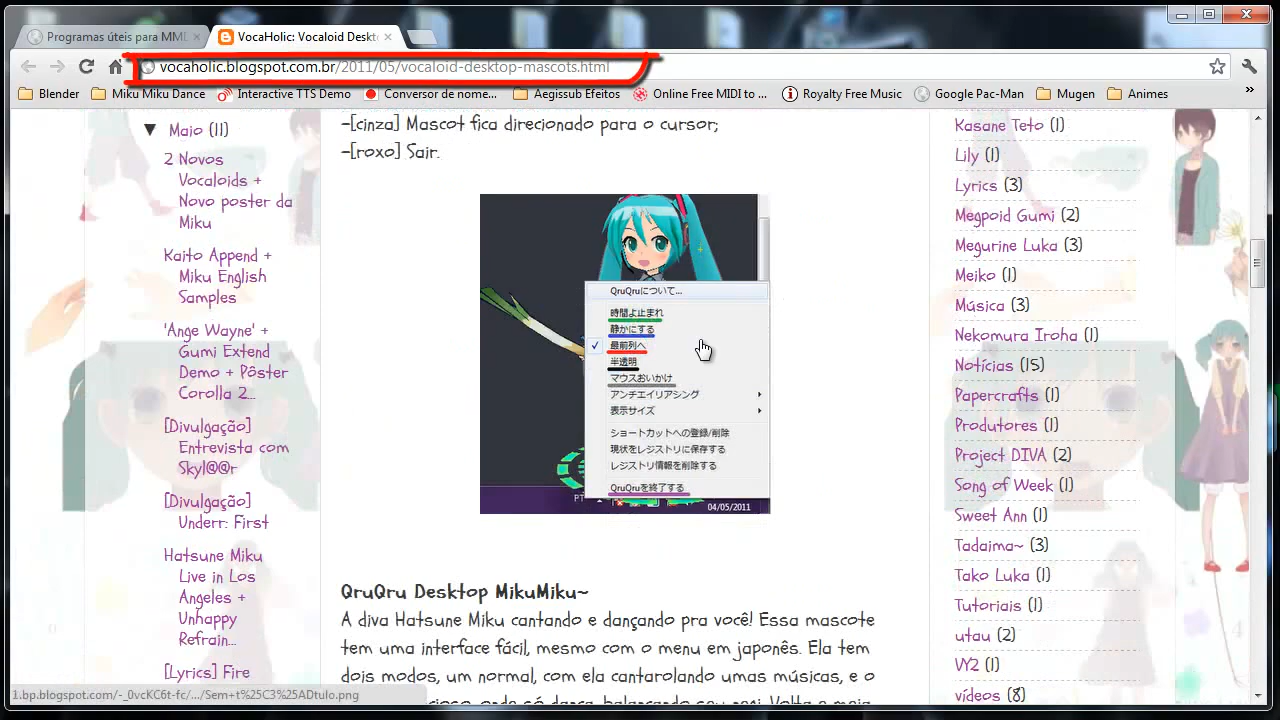 Programas úteis para MMD
VocaHolic: Vocaloid Deskt
vocaholic.blogspot.com.br/2011/05/vocaloid-desktop-mascots.html
Blender
Miku Miku Dance
Interactive TTS Demo
Conversor de nome...
Aegissub Efeitos
Online Free MIDI to ...
Royalty Free Music
Google Pac-Man
Mugen
Animes
»
▼ Maio (11)
2 Novos
Vocaloids +
Novo poster da
Miku
Kaito Append +
Miku English
Samples
'Ange Wayne' +
Gumi Extend
Demo + Pôster
Corolla 2...
[Divulgação]
Entrevista com
Skyl@@r
[Divulgação]
Underr: First
Hatsune Miku
Live in Los
Angeles +
Unhappy
Refrain...
[Lyrics] Fire
-[cinza] Mascot fica direcionado para o cursor;
-[roxo] Sair.
QruQruについて...
時間よ止まれ
静かにする
最前列へ
半透明
マウスおいかけ
アンチエイリアシング
表示サイズ
ショートカットへの登録/削除
現状をレジストリに保存する
レジストリ情報を削除する
QruQruを終了する
PT
04/05/2011
QruQru Desktop MikuMiku~
A diva Hatsune Miku cantando e dançando pra você! Essa mascote
tem uma interface fácil, mesmo com o menu em japonês. Ela tem
dois modos, um normal, com ela cantarolando umas músicas, e o
Kasane Teto (1)
Lily (1)
Lyrics (3)
Megpoid Gumi (2)
Megurine Luka (3)
Meiko (1)
Música (3)
Nekomura Iroha (1)
Notícias (15)
Papercrafts (1)
Produtores (1)
Project DIVA (2)
Song of Week (1)
Sweet Ann (1)
Tadaima~ (3)
Tako Luka (1)
Tutoriais (1)
utau (2)
VY2 (1)
vídeos (8)
1.bp.blogspot.com/-_0vcKC6t-fc/.../Sem+t%25C3%25ADtulo.png